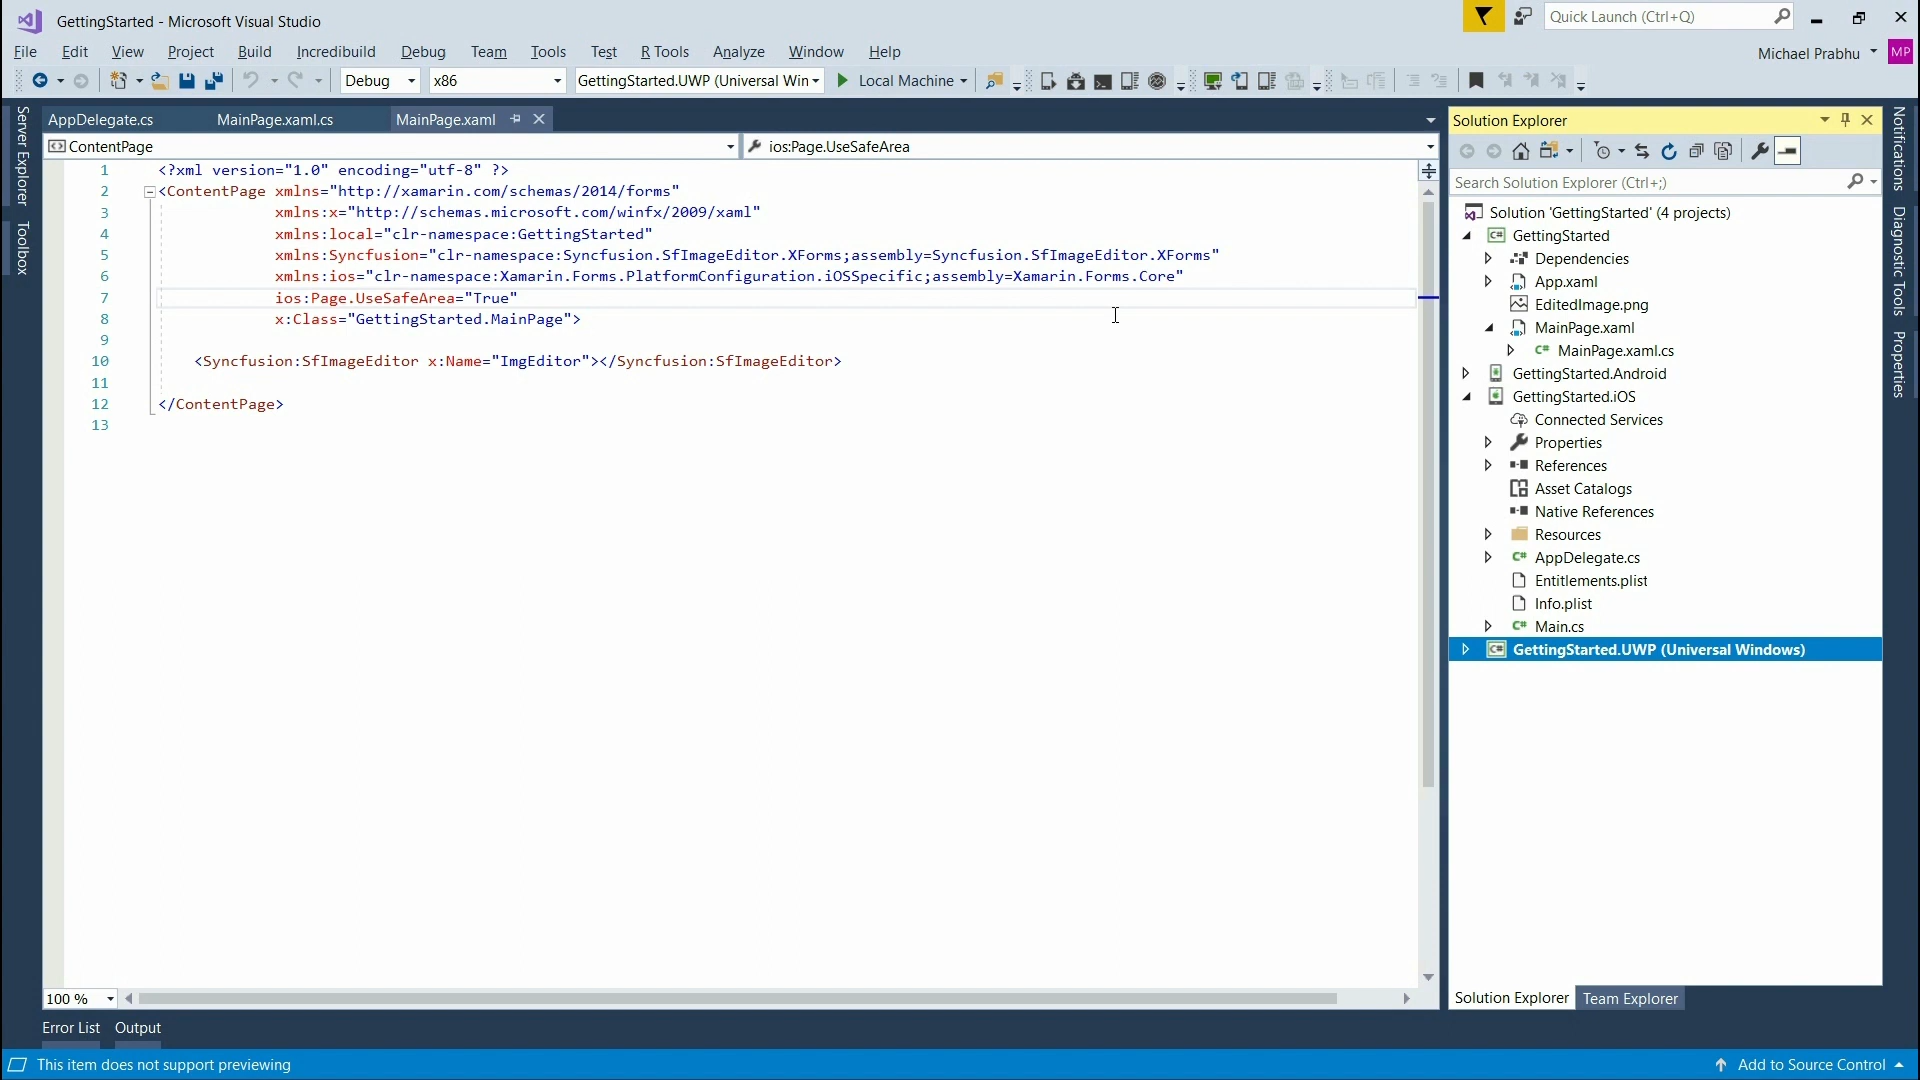 GettingStarted - Microsoft Visual Studio
Quick Launch (Ctrl+Q)
File Edit View Project Build Incredibuild Debug Team Tools Test R Tools Analyze Window Help
Michael Prabhu MP
Debug x86 GettingStarted.UWP (Universal Win Local Machine
Server Explorer
Toolbox
AppDelegate.cs MainPage.xaml.cs MainPage.xaml
ContentPage ios:Page.UseSafeArea
1 <?xml version="1.0" encoding="utf-8" ?>
2 <ContentPage xmlns="http://xamarin.com/schemas/2014/forms"
3 xmlns:x="http://schemas.microsoft.com/winfx/2009/xaml"
4 xmlns:local="clr-namespace:GettingStarted"
5 xmlns:Syncfusion="clr-namespace:Syncfusion.SfImageEditor.XForms;assembly=Syncfusion.SfImageEditor.XForms"
6 xmlns:ios="clr-namespace:Xamarin.Forms.PlatformConfiguration.iOSSpecific;assembly=Xamarin.Forms.Core"
7 ios:Page.UseSafeArea="True"
8 x:Class="GettingStarted.MainPage">
9
10 <Syncfusion:SfImageEditor x:Name="ImgEditor"></Syncfusion:SfImageEditor>
11
12 </ContentPage>
13
100 %
Error List Output
Solution Explorer
Search Solution Explorer (Ctrl+;)
Solution 'GettingStarted' (4 projects)
C# GettingStarted
Dependencies
App.xaml
EditedImage.png
MainPage.xaml
C# MainPage.xaml.cs
GettingStarted.Android
GettingStarted.iOS
Connected Services
Properties
References
Asset Catalogs
Native References
Resources
C# AppDelegate.cs
Entitlements.plist
Info.plist
C# Main.cs
C# GettingStarted.UWP (Universal Windows)
Solution Explorer Team Explorer
Notifications
Diagnostic Tools
Properties
This item does not support previewing
Add to Source Control